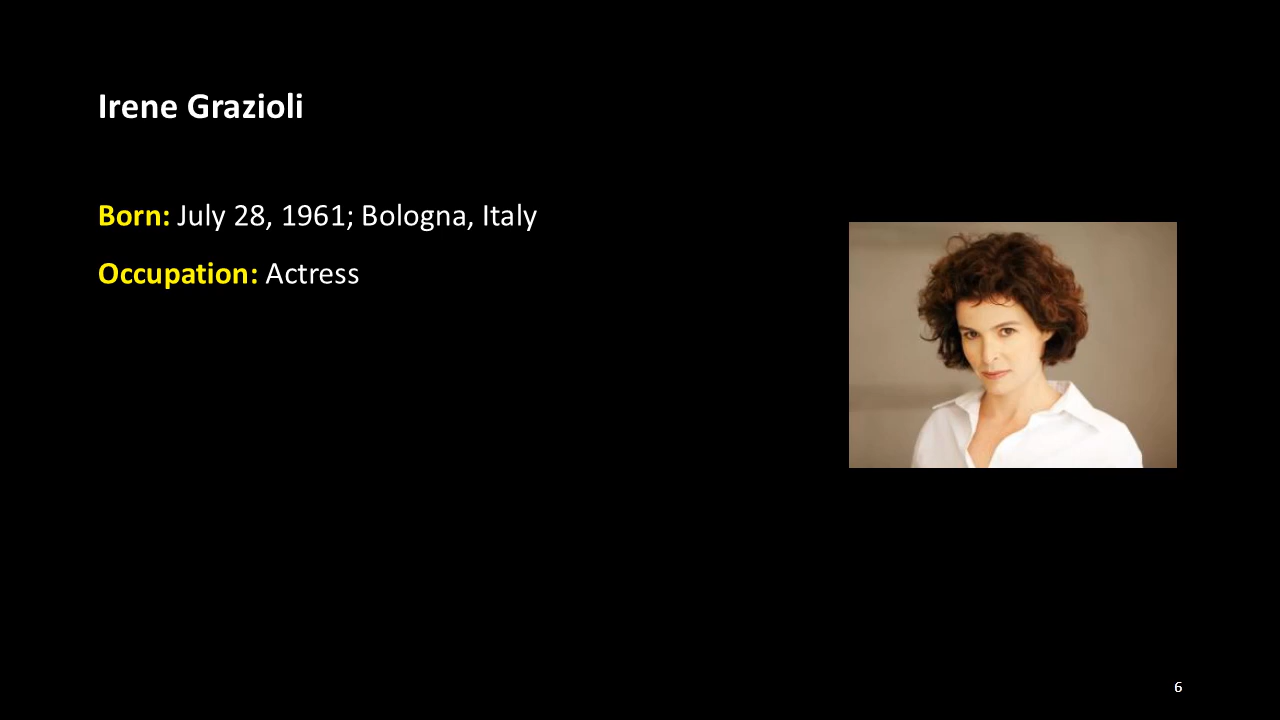 Irene Grazioli
Born: July 28, 1961; Bologna, Italy
Occupation: Actress
6